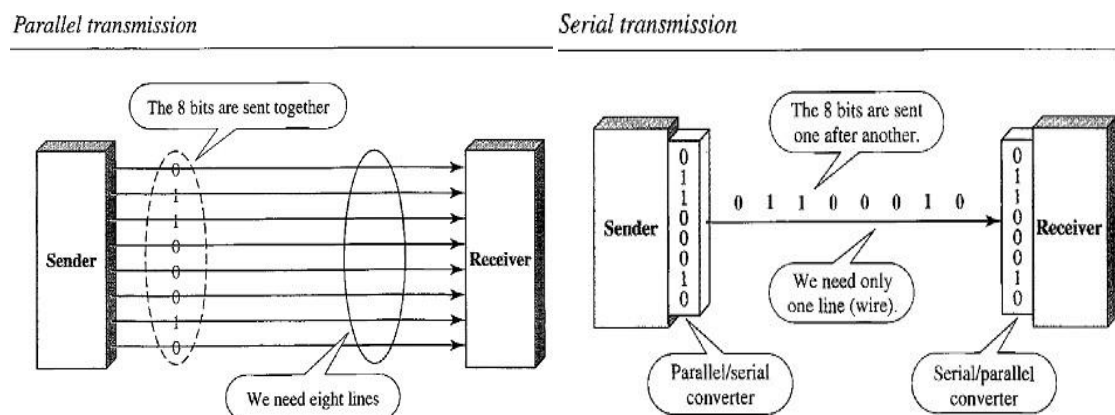 Parallel transmission
The 8 bits are sent together
Sender
0
1
1
0
0
0
1
0
Receiver
We need eight lines
Serial transmission
The 8 bits are sent
one after another.
Sender
0
1
1
0
0
0
1
0
0 1 1 0 0 0 1 0
We need only
one line (wire).
0
1
1
0
0
0
1
0
Receiver
Parallel/serial
converter
Serial/parallel
converter